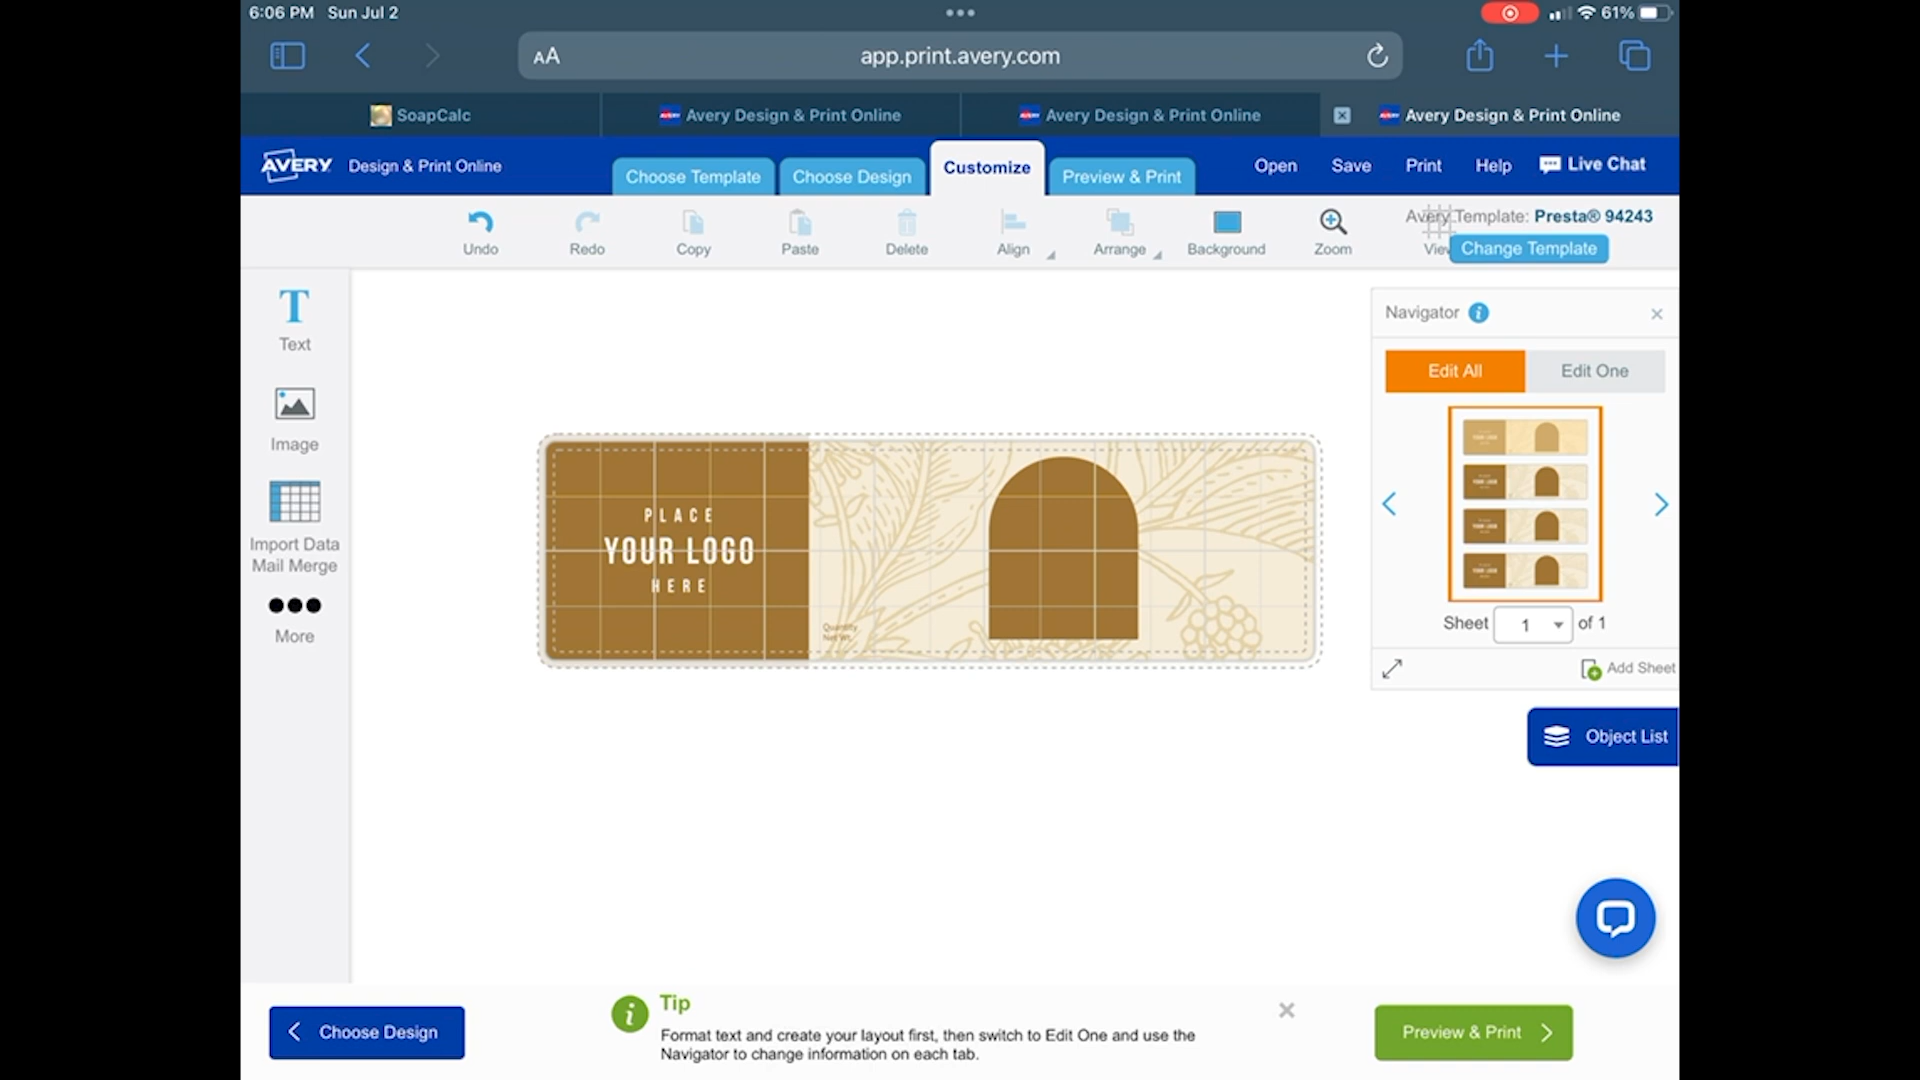 6:06 PM Sun Jul 2
61%
AA
app.print.avery.com
SoapCalc
Avery Design & Print Online
Avery Design & Print Online
Avery Design & Print Online
AVERY
Design & Print Online
Choose Template
Choose Design
Customize
Preview & Print
Open
Save
Print
Help
Live Chat
Undo
Redo
Copy
Paste
Delete
Align
Arrange
Background
Zoom
View
Avery Template: Presta® 94243
Change Template
T
Text
Image
Import Data
Mail Merge
More
PLACE
YOUR LOGO
HERE
Quantity
Net Wt.
Navigator
Edit All
Edit One
Sheet 1 of 1
Add Sheet
Object List
Choose Design
Tip
Format text and create your layout first, then switch to Edit One and use the
Navigator to change information on each tab.
Preview & Print